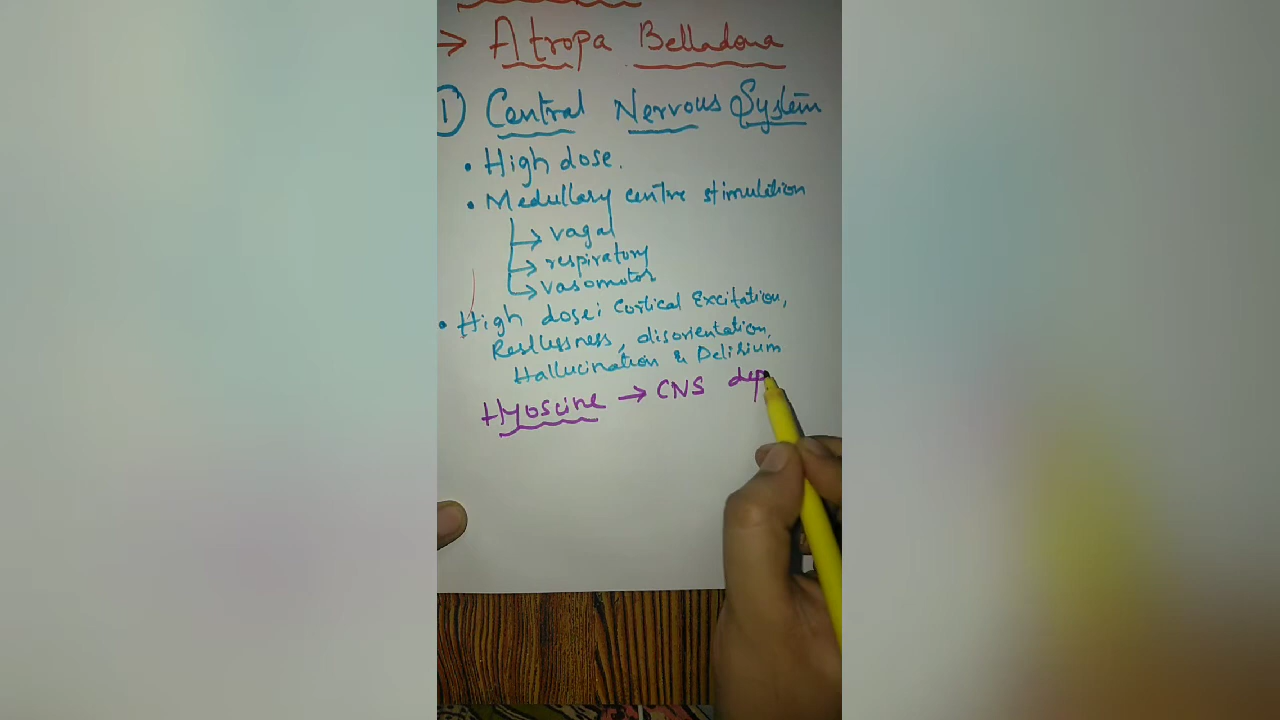 → Atropa Belladona
① Central Nervous System
• High dose.
• Medullary centre stimulation
→ vagal
→ respiratory
→ vasomotor
• High dose: Cortical Excitation,
Restlessness, disorientation,
Hallucination & Delirium
Hyoscine → CNS dep